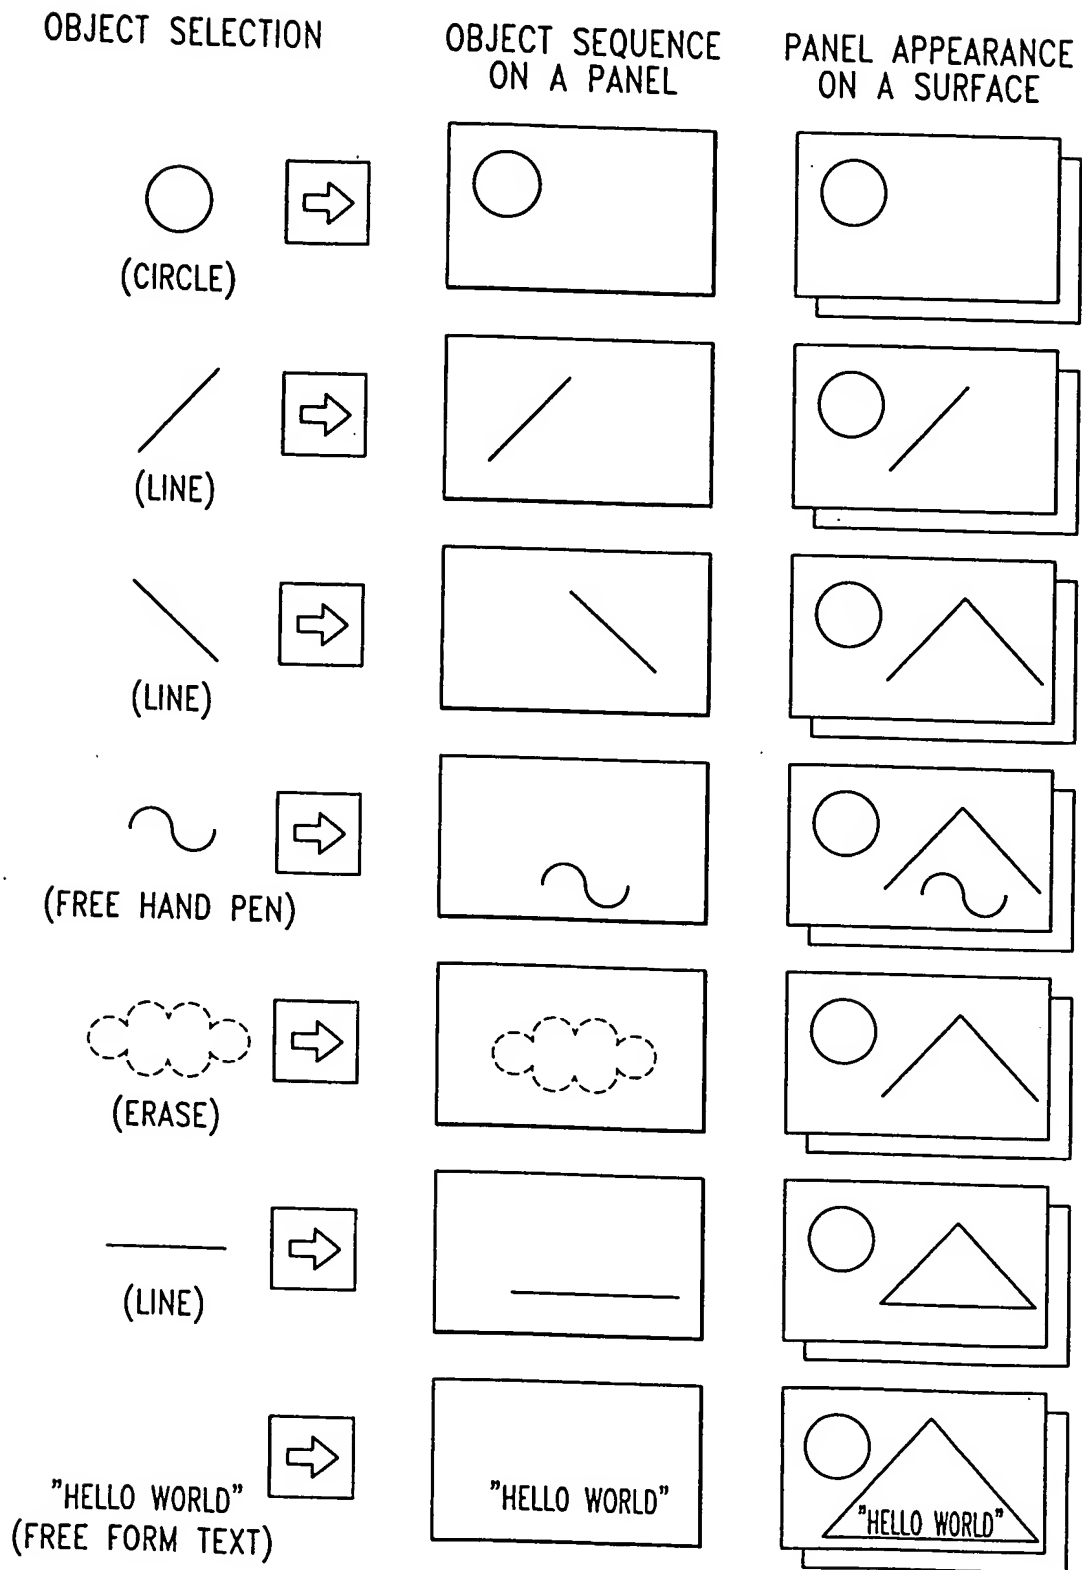 OBJECT SELECTION
OBJECT SEQUENCE
ON A PANEL
PANEL APPEARANCE
ON A SURFACE
(CIRCLE)
(LINE)
(LINE)
(FREE HAND PEN)
(ERASE)
(LINE)
"HELLO WORLD"
(FREE FORM TEXT)
"HELLO WORLD"
"HELLO WORLD"